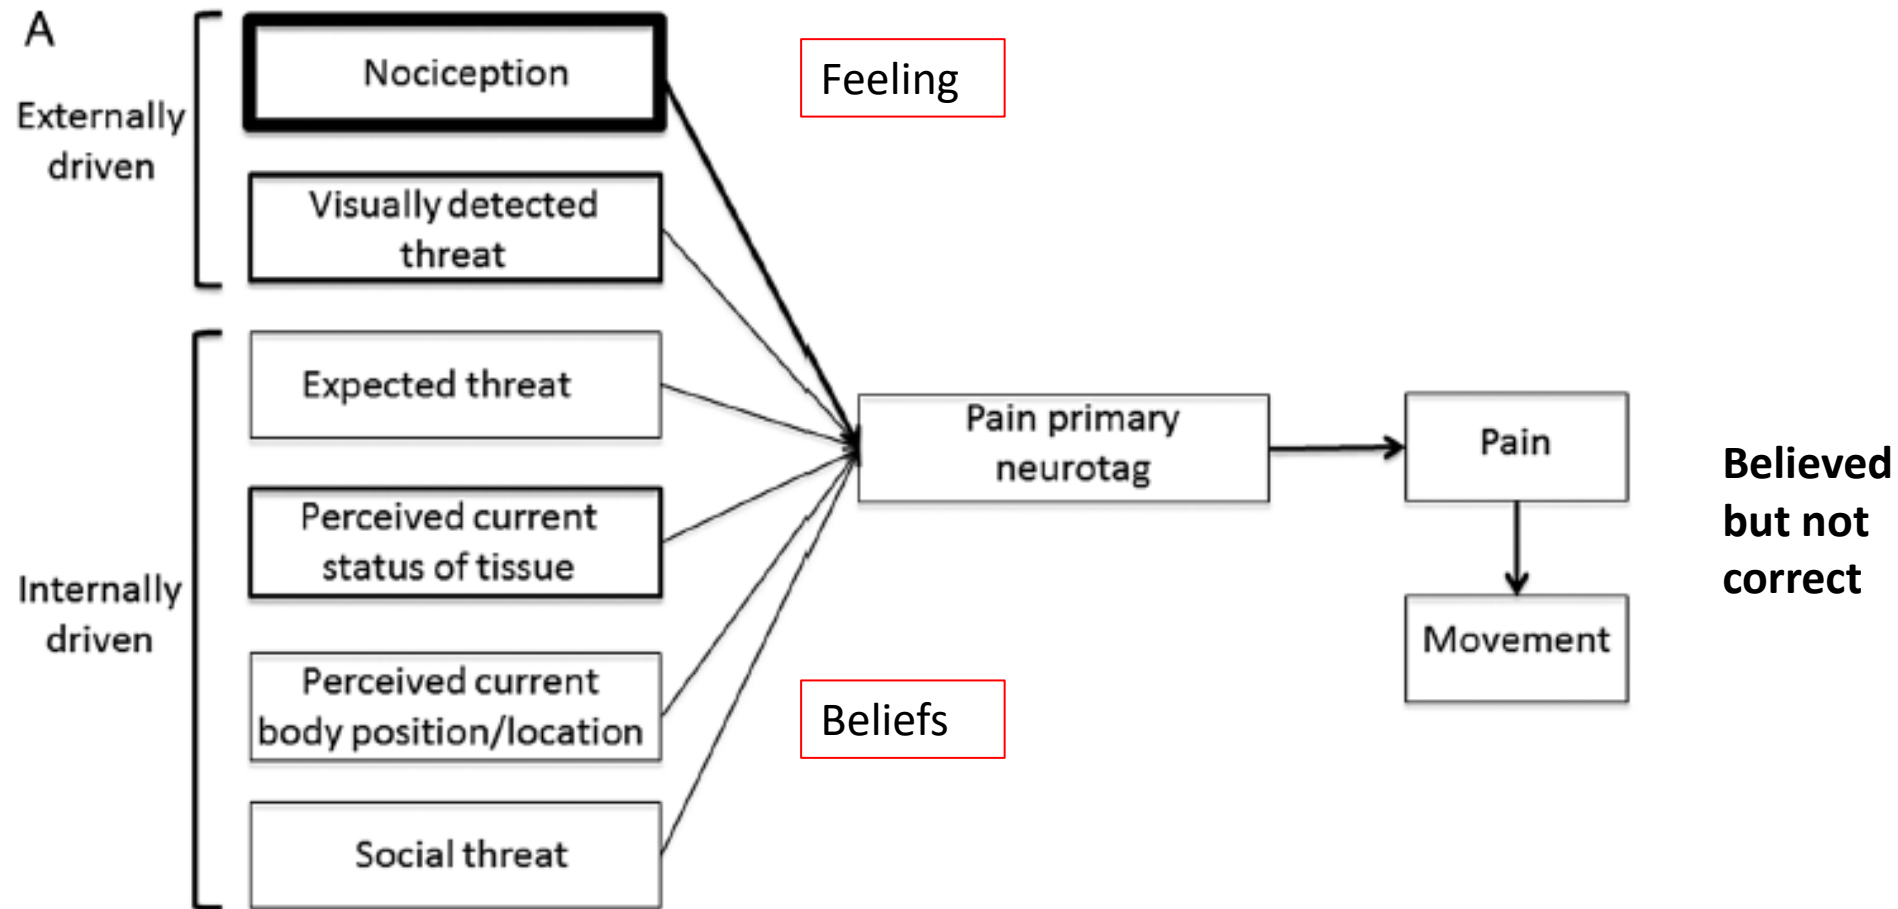 A
Externally
driven
Nociception
Feeling
Visually detected
threat
Internally
driven
Expected threat
Perceived current
status of tissue
Perceived current
body position/location
Social threat
Beliefs
Pain primary
neurotag
Pain
Movement
Believed
but not
correct